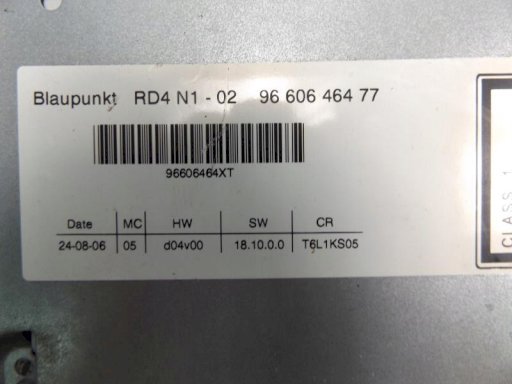 Blaupunkt RD4 N1 - 02 96 606 464 77
96606464XT
Date MC HW SW CR
24-08-06 05 d04v00 18.10.0.0 T6L1KS05
CLASS 1